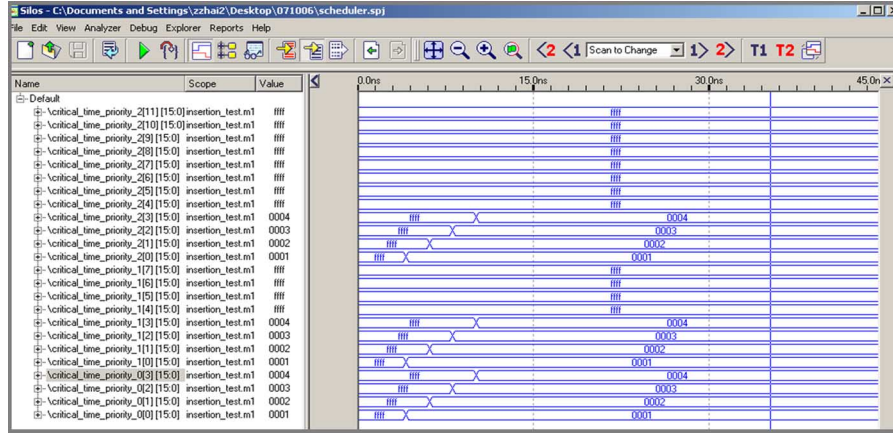 Silos - C:\Documents and Settings\zzhai2\Desktop\071006\scheduler.spj
File Edit View Analyzer Debug Explorer Reports Help
<2 <1 Scan to Change 1> 2> T1 T2
Name Scope Value 0.0ns 15.0ns 30.0ns 45.0n
Default
\critical_time_priority_2[11] [15:0] insertion_test.m1 ffff ffff
\critical_time_priority_2[10] [15:0] insertion_test.m1 ffff ffff
\critical_time_priority_2[9] [15:0] insertion_test.m1 ffff ffff
\critical_time_priority_2[8] [15:0] insertion_test.m1 ffff ffff
\critical_time_priority_2[7] [15:0] insertion_test.m1 ffff ffff
\critical_time_priority_2[6] [15:0] insertion_test.m1 ffff ffff
\critical_time_priority_2[5] [15:0] insertion_test.m1 ffff ffff
\critical_time_priority_2[4] [15:0] insertion_test.m1 ffff ffff
\critical_time_priority_2[3] [15:0] insertion_test.m1 0004 ffff 0004
\critical_time_priority_2[2] [15:0] insertion_test.m1 0003 ffff 0003
\critical_time_priority_2[1] [15:0] insertion_test.m1 0002 ffff 0002
\critical_time_priority_2[0] [15:0] insertion_test.m1 0001 ffff 0001
\critical_time_priority_1[7] [15:0] insertion_test.m1 ffff ffff
\critical_time_priority_1[6] [15:0] insertion_test.m1 ffff ffff
\critical_time_priority_1[5] [15:0] insertion_test.m1 ffff ffff
\critical_time_priority_1[4] [15:0] insertion_test.m1 ffff ffff
\critical_time_priority_1[3] [15:0] insertion_test.m1 0004 ffff 0004
\critical_time_priority_1[2] [15:0] insertion_test.m1 0003 ffff 0003
\critical_time_priority_1[1] [15:0] insertion_test.m1 0002 ffff 0002
\critical_time_priority_1[0] [15:0] insertion_test.m1 0001 ffff 0001
\critical_time_priority_0[3] [15:0] insertion_test.m1 0004 ffff 0004
\critical_time_priority_0[2] [15:0] insertion_test.m1 0003 ffff 0003
\critical_time_priority_0[1] [15:0] insertion_test.m1 0002 ffff 0002
\critical_time_priority_0[0] [15:0] insertion_test.m1 0001 ffff 0001